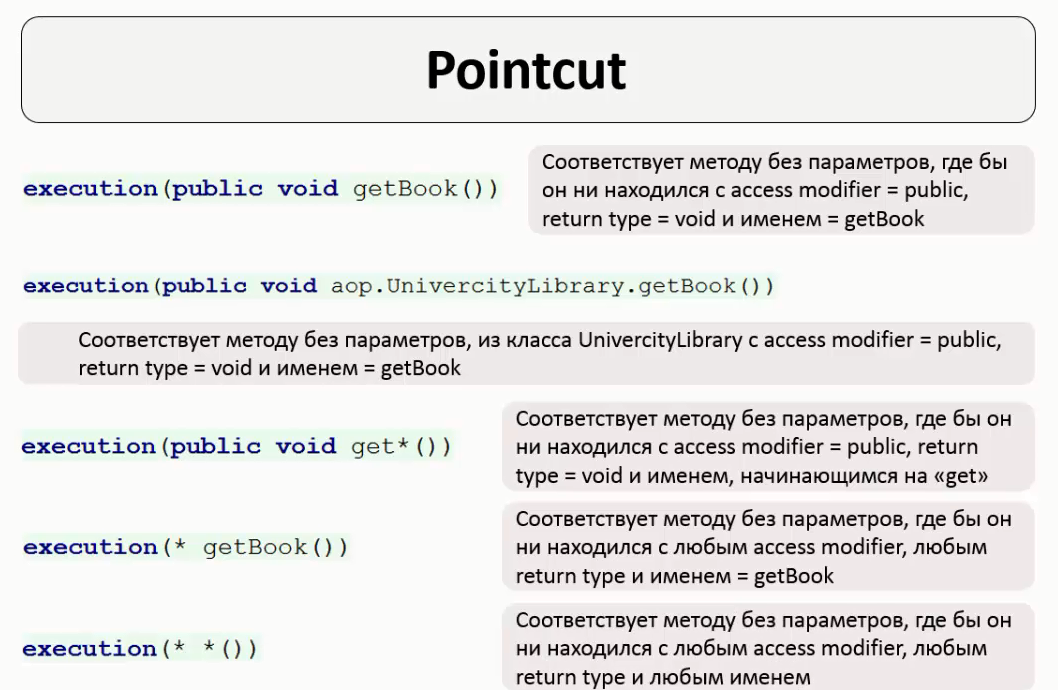 Pointcut
execution(public void getBook())
Соответствует методу без параметров, где бы
он ни находился с access modifier = public,
return type = void и именем = getBook
execution(public void aop.UnivercityLibrary.getBook())
Соответствует методу без параметров, из класса UnivercityLibrary с access modifier = public,
return type = void и именем = getBook
execution(public void get*())
Соответствует методу без параметров, где бы он
ни находился с access modifier = public, return
type = void и именем, начинающимся на «get»
execution(* getBook())
Соответствует методу без параметров, где бы он
ни находился с любым access modifier, любым
return type и именем = getBook
execution(* *())
Соответствует методу без параметров, где бы он
ни находился с любым access modifier, любым
return type и любым именем